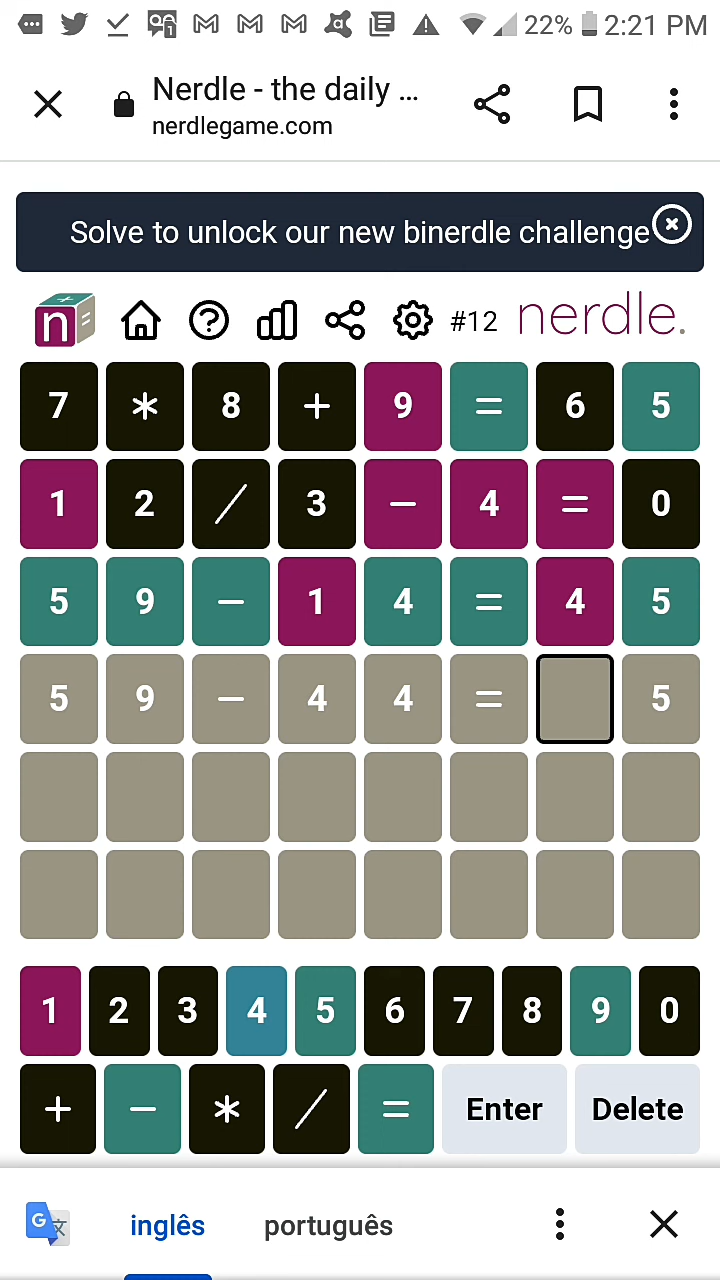 22% 2:21 PM
Nerdle - the daily ...
nerdlegame.com
Solve to unlock our new binerdle challenge
n #12 nerdle.
7 * 8 + 9 = 6 5
1 2 / 3 - 4 = 0
5 9 - 1 4 = 4 5
5 9 - 4 4 = 5
1 2 3 4 5 6 7 8 9 0
+ - * / = Enter Delete
G inglês português